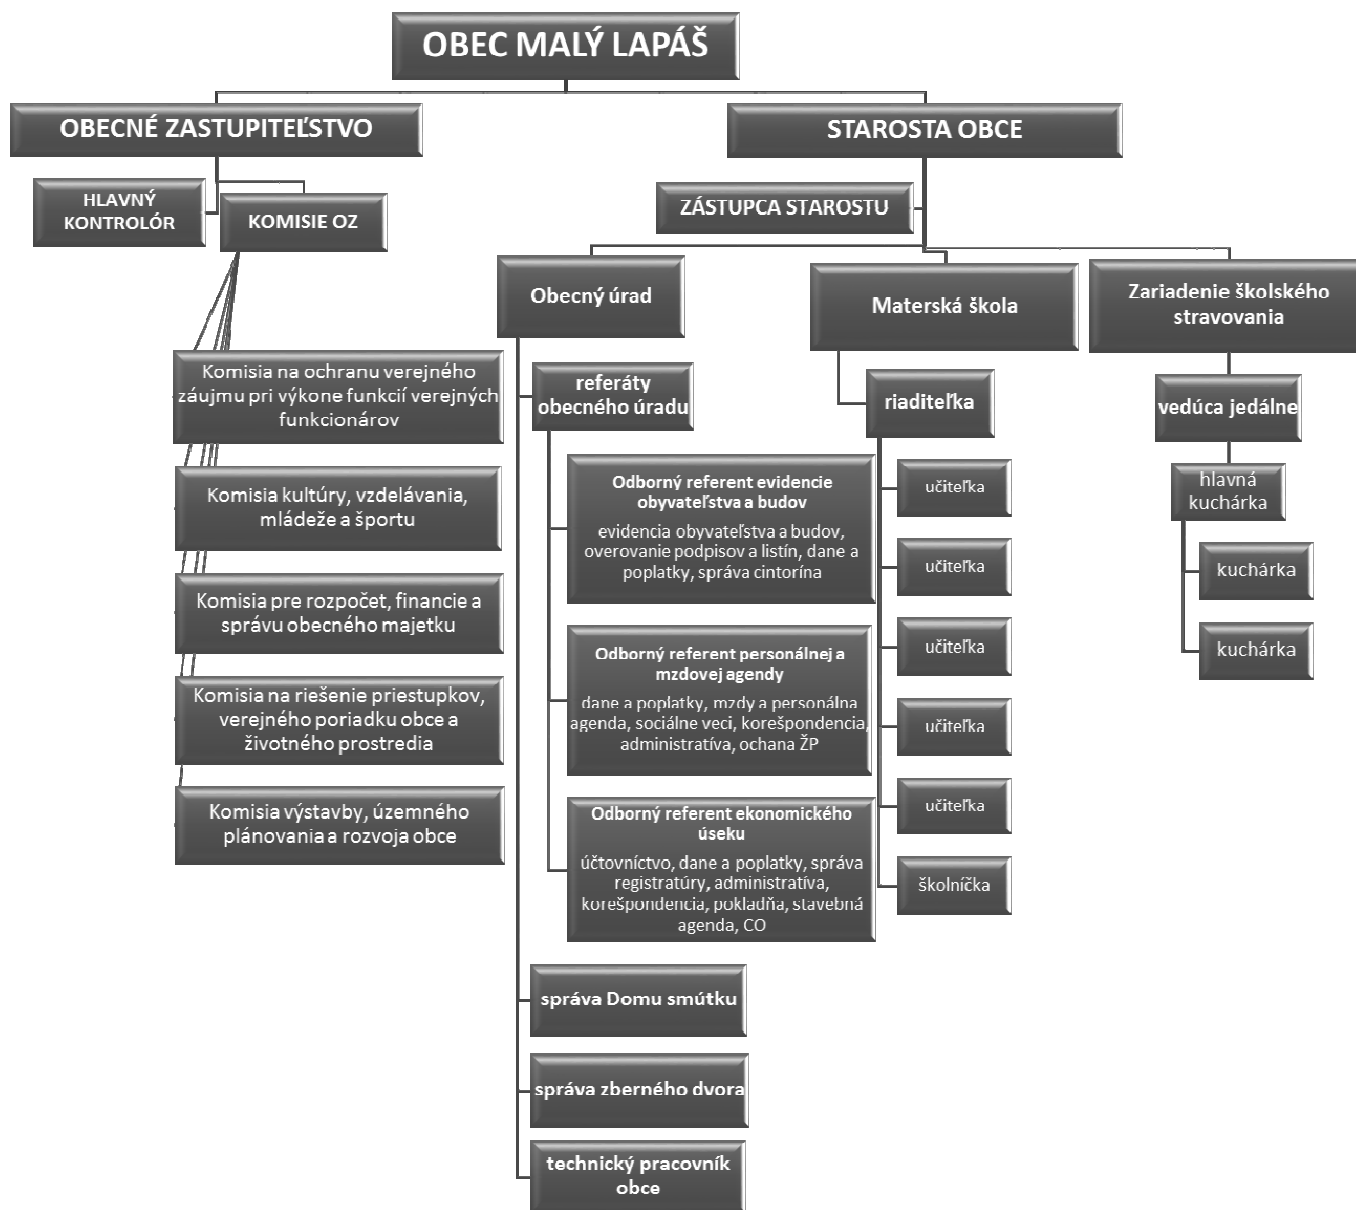 OBEC MALÝ LAPÁŠ
OBECNÉ ZASTUPITEĽSTVO
HLAVNÝ
KONTROLÓR
KOMISIE OZ
Komisia na ochranu verejného
záujmu pri výkone funkcií verejných
funkcionárov
Komisia kultúry, vzdelávania,
mládeže a športu
Komisia pre rozpočet, financie a
správu obecného majetku
Komisia na riešenie priestupkov,
verejného poriadku obce a
životného prostredia
Komisia výstavby, územného
plánovania a rozvoja obce
STAROSTA OBCE
ZÁSTUPCA STAROSTU
Obecný úrad
referáty
obecného úradu
Odborný referent evidencie
obyvateľstva a budov
evidencia obyvateľstva a budov,
overovanie podpisov a listín, dane a
poplatky, správa cintorína
Odborný referent personálnej a
mzdovej agendy
dane a poplatky, mzdy a personálna
agenda, sociálne veci, korešpondencia,
administratíva, ochana ŽP
Odborný referent ekonomického
úseku
účtovníctvo, dane a poplatky, správa
registratúry, administratíva,
korešpondencia, pokladňa, stavebná
agenda, CO
správa Domu smútku
správa zberného dvora
technický pracovník
obce
Materská škola
riaditeľka
učiteľka
učiteľka
učiteľka
učiteľka
učiteľka
školníčka
Zariadenie školského
stravovania
vedúca jedálne
hlavná
kuchárka
kuchárka
kuchárka